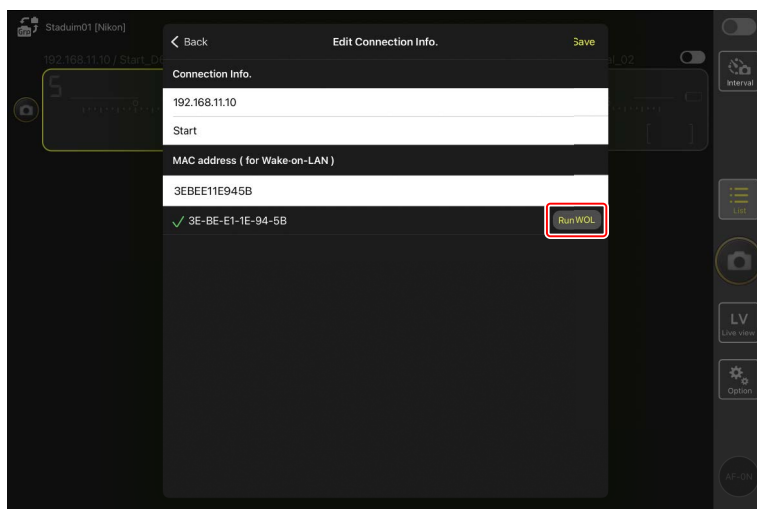 Staduim01 [Nikon]
Back
Edit Connection Info.
Save
192.168.11.10 / Start_D
al_02
Connection Info.
Interval
192.168.11.10
Start
MAC address ( for Wake-on-LAN )
3EBEE11E945B
3E-BE-E1-1E-94-5B
Run WOL
List
LV
Live view
Option
AF-ON